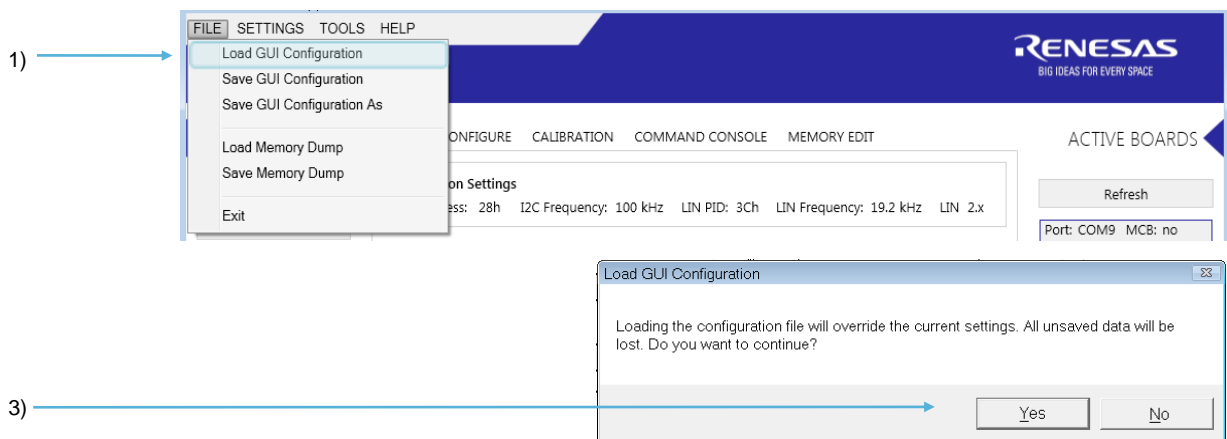 FILE SETTINGS TOOLS HELP
1)
Load GUI Configuration
Save GUI Configuration
Save GUI Configuration As
Load Memory Dump
Save Memory Dump
Exit
RENESAS
BIG IDEAS FOR EVERY SPACE
ONFIGURE CALIBRATION COMMAND CONSOLE MEMORY EDIT
ACTIVE BOARDS
on Settings
ess: 28h I2C Frequency: 100 kHz LIN PID: 3Ch LIN Frequency: 19.2 kHz LIN 2.x
Refresh
Port: COM9 MCB: no
Load GUI Configuration
Loading the configuration file will override the current settings. All unsaved data will be
lost. Do you want to continue?
3)
Yes No